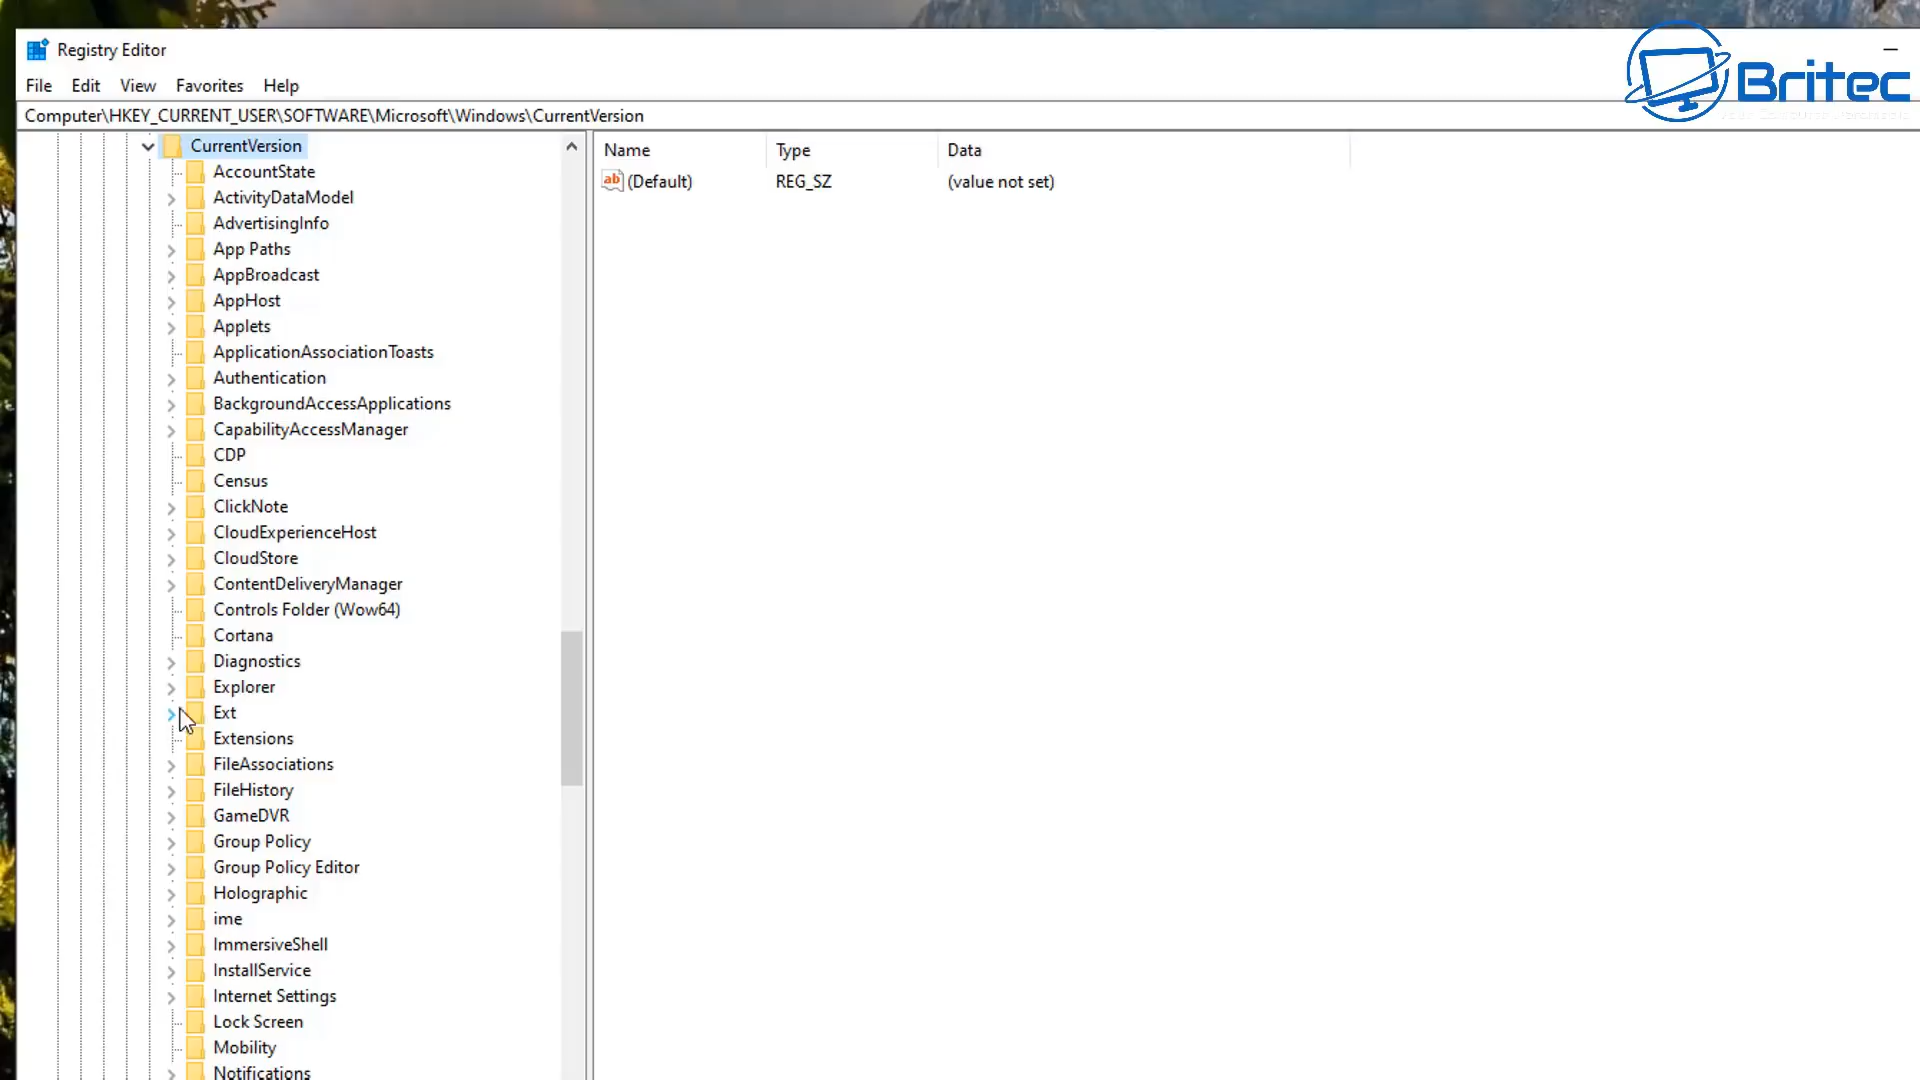 Registry Editor
Britec
File Edit View Favorites Help
Computer\HKEY_CURRENT_USER\SOFTWARE\Microsoft\Windows\CurrentVersion
CurrentVersion
Name Type Data
ab (Default) REG_SZ (value not set)
AccountState
ActivityDataModel
AdvertisingInfo
App Paths
AppBroadcast
AppHost
Applets
ApplicationAssociationToasts
Authentication
BackgroundAccessApplications
CapabilityAccessManager
CDP
Census
ClickNote
CloudExperienceHost
CloudStore
ContentDeliveryManager
Controls Folder (Wow64)
Cortana
Diagnostics
Explorer
Ext
Extensions
FileAssociations
FileHistory
GameDVR
Group Policy
Group Policy Editor
Holographic
ime
ImmersiveShell
InstallService
Internet Settings
Lock Screen
Mobility
Notifications